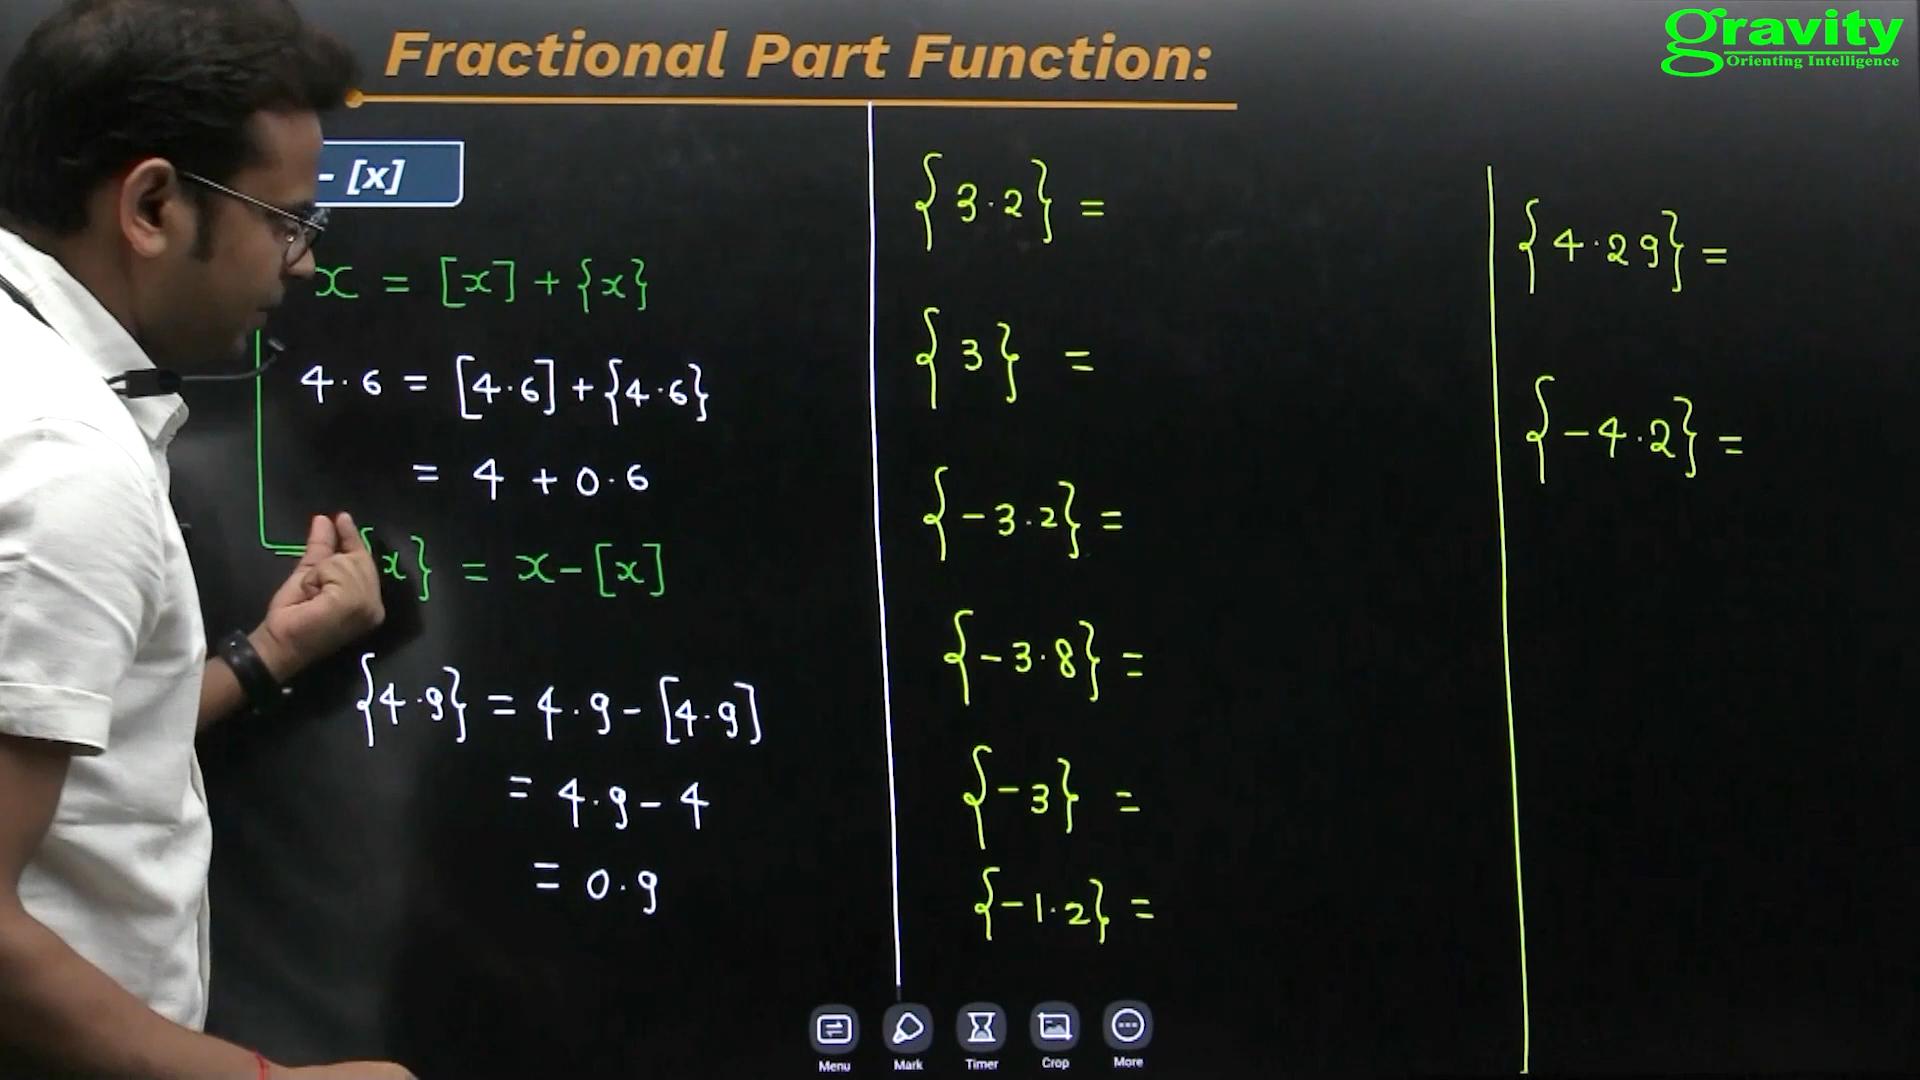 Fractional Part Function:
gravity
Orienting Intelligence
- [x]
x = [x] + {x}
4.6 = [4.6] + {4.6}
= 4 + 0.6
{x} = x - [x]
{4.9} = 4.9 - [4.9]
= 4.9 - 4
= 0.9
{3.2} =
{3} =
{-3.2} =
{-3.8} =
{-3} =
{-1.2} =
{4.29} =
{-4.2} =
Menu
Mark
Timer
Crop
More